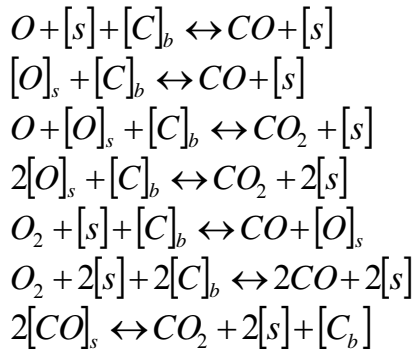 O+[s]+[C]_b ↔ CO+[s]
[O]_s +[C]_b ↔ CO+[s]
O+[O]_s +[C]_b ↔ CO_2 +[s]
2[O]_s +[C]_b ↔ CO_2 +2[s]
O_2 +[s]+[C]_b ↔ CO+[O]_s
O_2 +2[s]+2[C]_b ↔ 2CO+2[s]
2[CO]_s ↔ CO_2 +2[s]+[C_b]